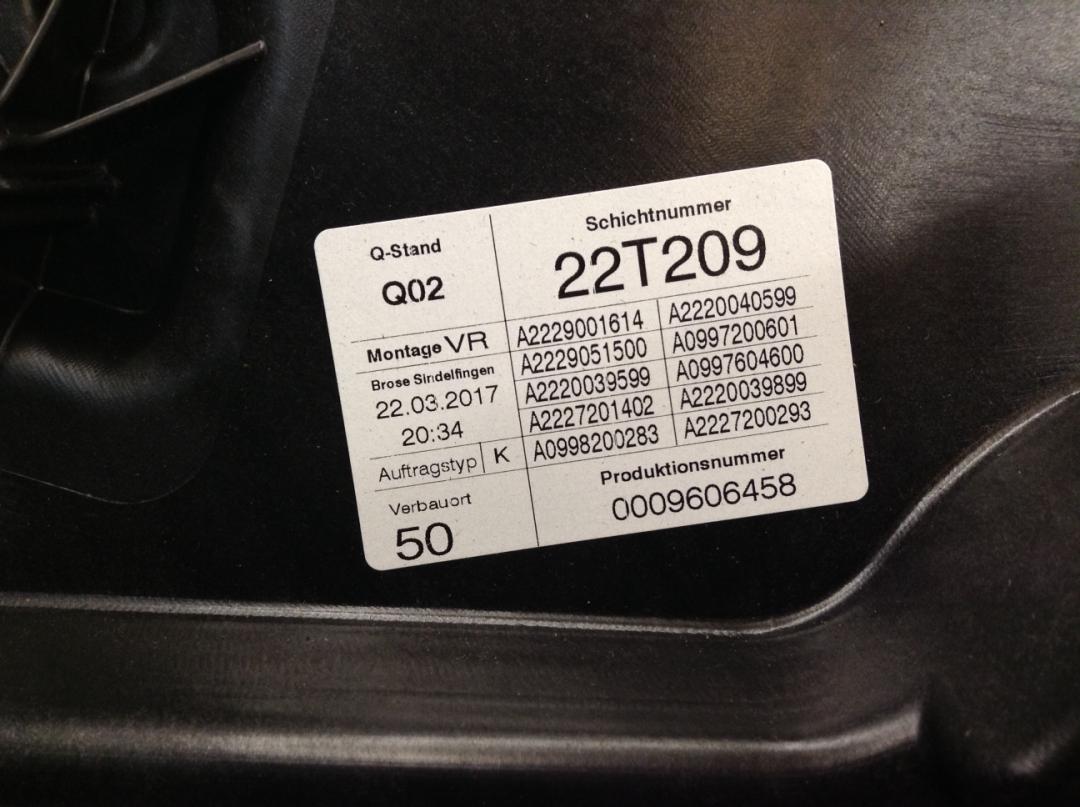 Q-Stand
Q02
Montage VR
Brose Sindelfingen
22.03.2017
20:34
Auftragstyp K
Verbauort
50
Schichtnummer
22T209
A2229001614 A2220040599
A2229051500 A0997200601
A2220039599 A0997604600
A2227201402 A2220039899
A0998200283 A2227200293
Produktionsnummer
0009606458